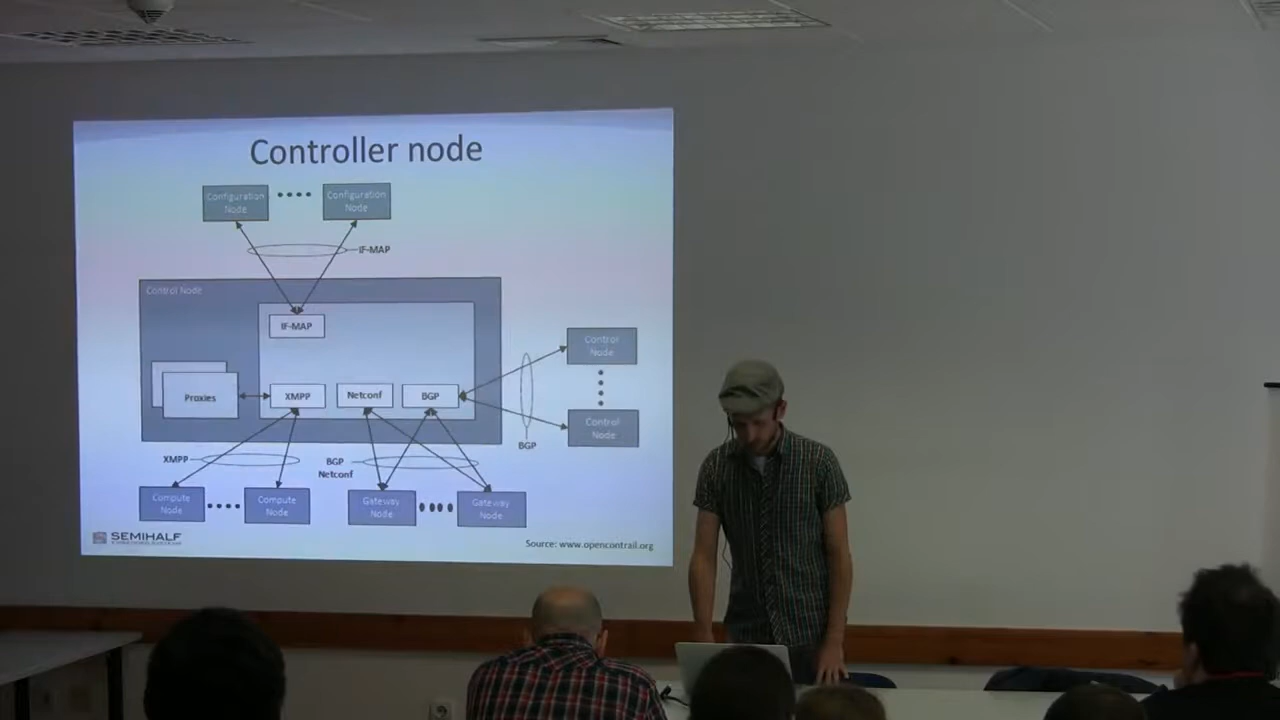 Controller node
Configuration
Node
Configuration
Node
IF-MAP
Control Node
IF-MAP
Control
Node
Proxies
XMPP
Netconf
BGP
Control
Node
BGP
XMPP
BGP
Netconf
Compute
Node
Compute
Node
Gateway
Node
Gateway
Node
SEMIHALF
Source: www.opencontrail.org